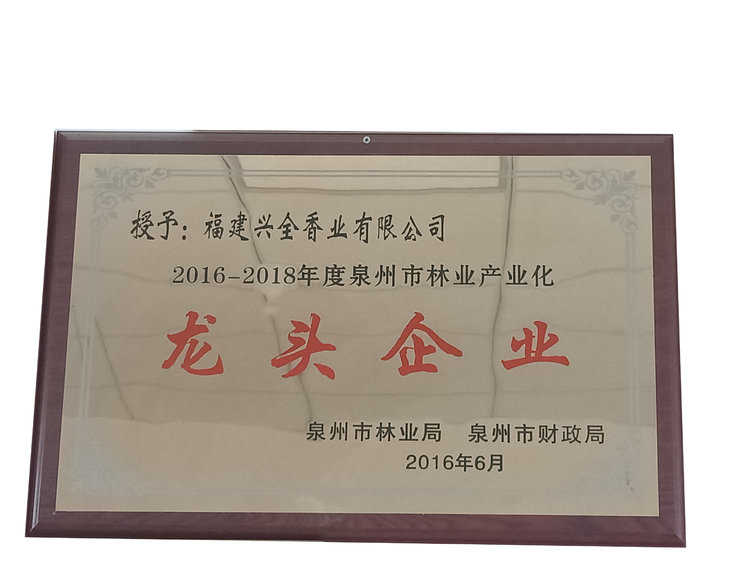 授予：福建兴全香业有限公司
2016-2018年度泉州市林业产业化
龙头企业
泉州市林业局　泉州市财政局
2016年6月